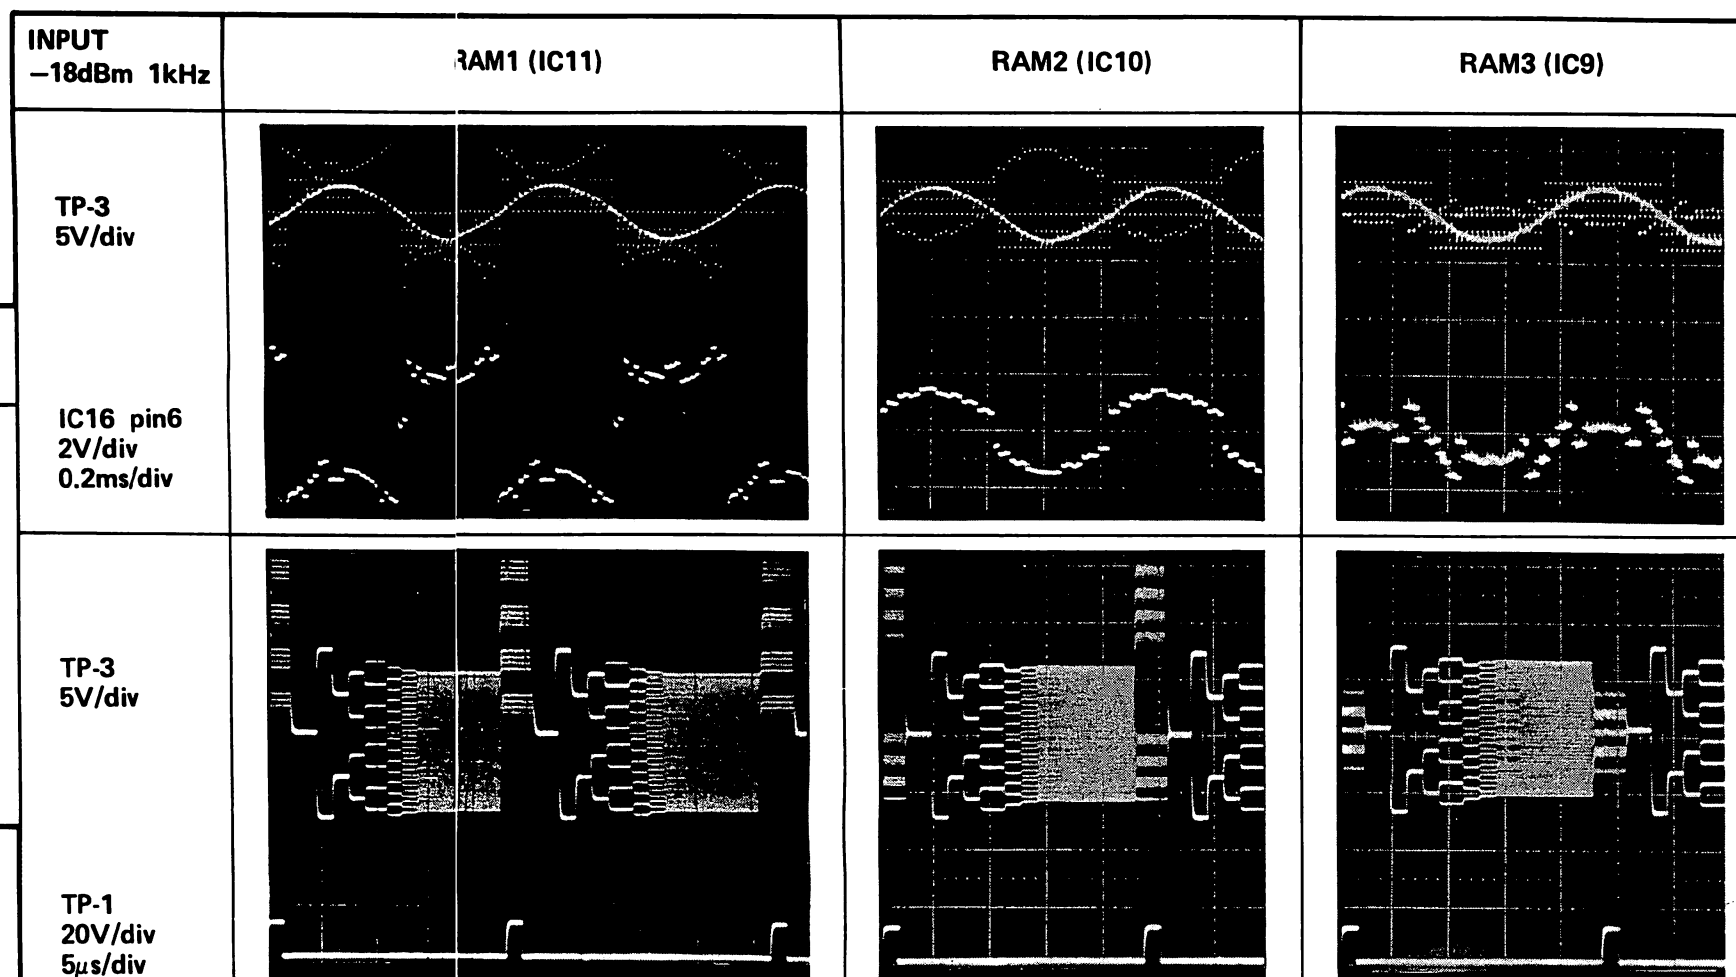 INPUT
–18dBm 1kHz
RAM1 (IC11)
RAM2 (IC10)
RAM3 (IC9)
TP-3
5V/div
IC16 pin6
2V/div
0.2ms/div
TP-3
5V/div
TP-1
20V/div
5μs/div